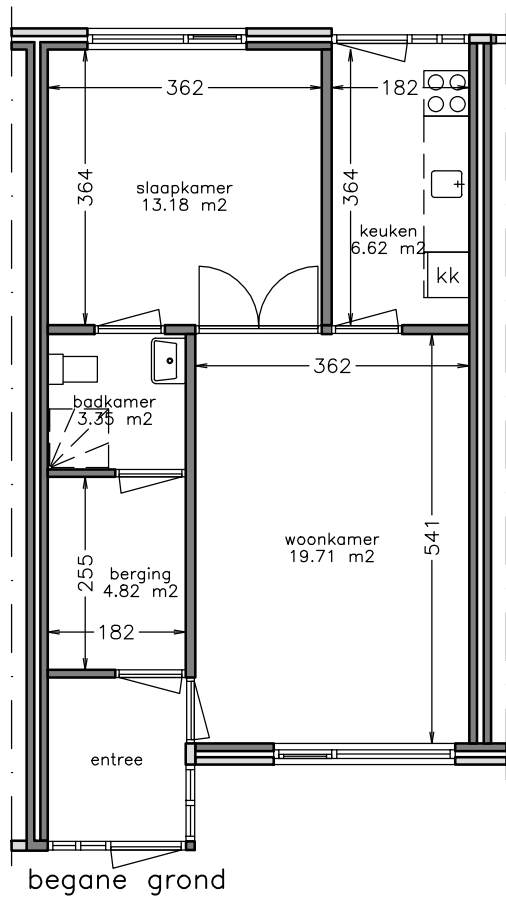 362
182
364
364
slaapkamer
13.18 m2
keuken
6.62 m2
kk
362
badkamer
3.35 m2
541
woonkamer
19.71 m2
255
berging
4.82 m2
182
entree
begane grond